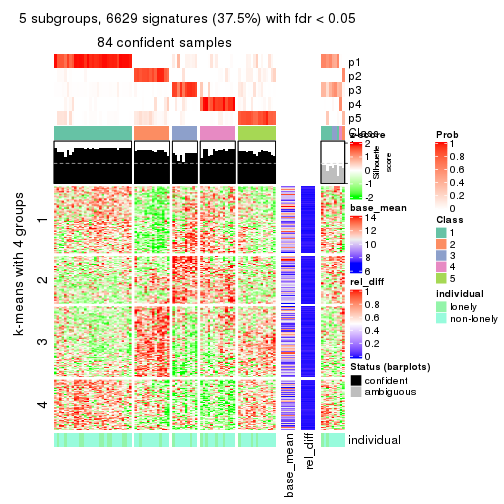 5 subgroups, 6629 signatures (37.5%) with fdr < 0.05
84 confident samples
p1
p2
p3
p4
p5
Class
Silhouette
score
k-means with 4 groups
1
2
3
4
individual
base_mean
rel_diff
z-score
2
1
0
-1
-2
base_mean
14
12
10
8
6
rel_diff
1
0.8
0.6
0.4
0.2
0
Status (barplots)
confident
ambiguous
Prob
1
0.8
0.6
0.4
0.2
0
Class
1
2
3
4
5
individual
lonely
non-lonely